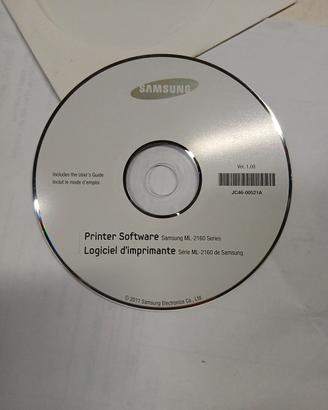 SAMSUNG
Includes the User's Guide
Inclut le mode d'emploi
Ver. 1.00
JC46-00521A
Printer Software Samsung ML-2160 Series
Logiciel d'imprimante Série ML-2160 de Samsung
© 2011 Samsung Electronics Co., Ltd.